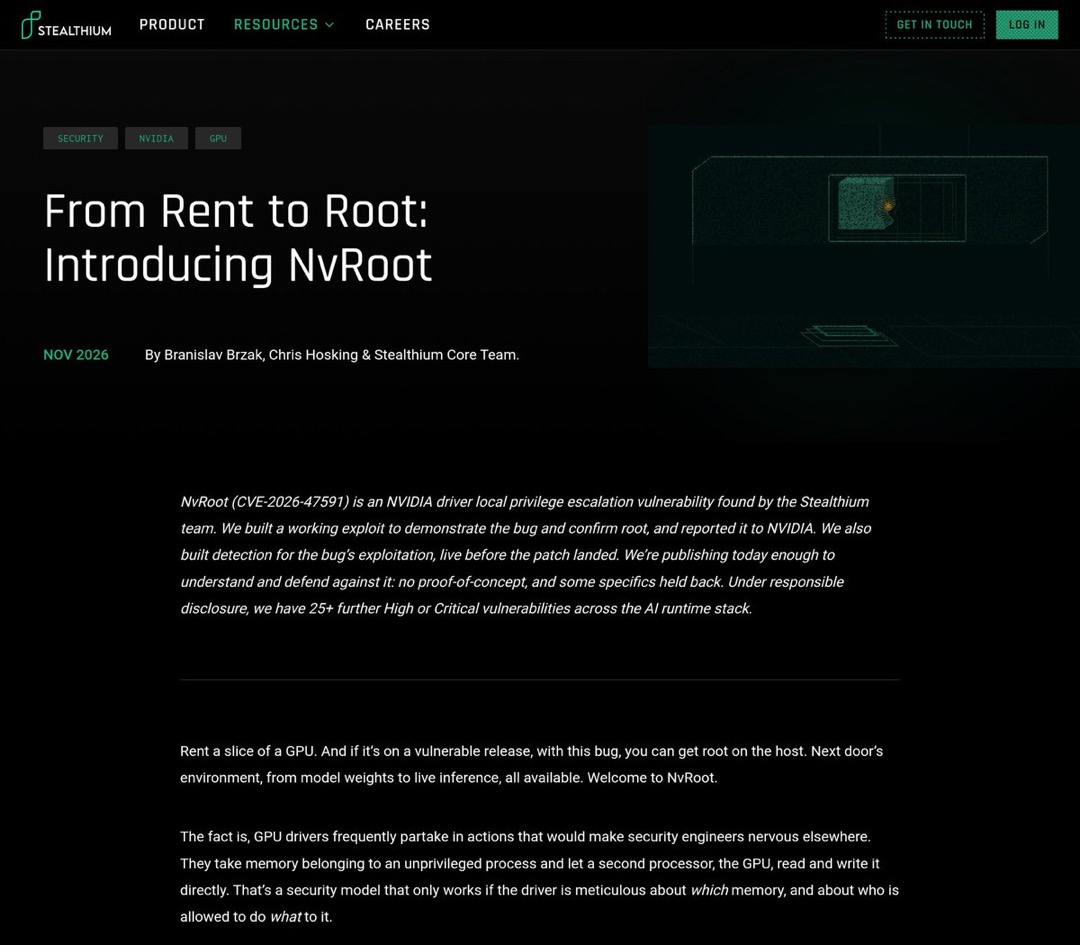 STEALTHIUM PRODUCT RESOURCES CAREERS GET IN TOUCH LOG IN
SECURITY NVIDIA GPU
From Rent to Root:
Introducing NvRoot
NOV 2026 By Branislav Brzak, Chris Hosking & Stealthium Core Team.
NvRoot (CVE-2026-47591) is an NVIDIA driver local privilege escalation vulnerability found by the Stealthium
team. We built a working exploit to demonstrate the bug and confirm root, and reported it to NVIDIA. We also
built detection for the bug’s exploitation, live before the patch landed. We’re publishing today enough to
understand and defend against it: no proof-of-concept, and some specifics held back. Under responsible
disclosure, we have 25+ further High or Critical vulnerabilities across the AI runtime stack.
Rent a slice of a GPU. And if it’s on a vulnerable release, with this bug, you can get root on the host. Next door’s
environment, from model weights to live inference, all available. Welcome to NvRoot.
The fact is, GPU drivers frequently partake in actions that would make security engineers nervous elsewhere.
They take memory belonging to an unprivileged process and let a second processor, the GPU, read and write it
directly. That’s a security model that only works if the driver is meticulous about which memory, and about who is
allowed to do what to it.